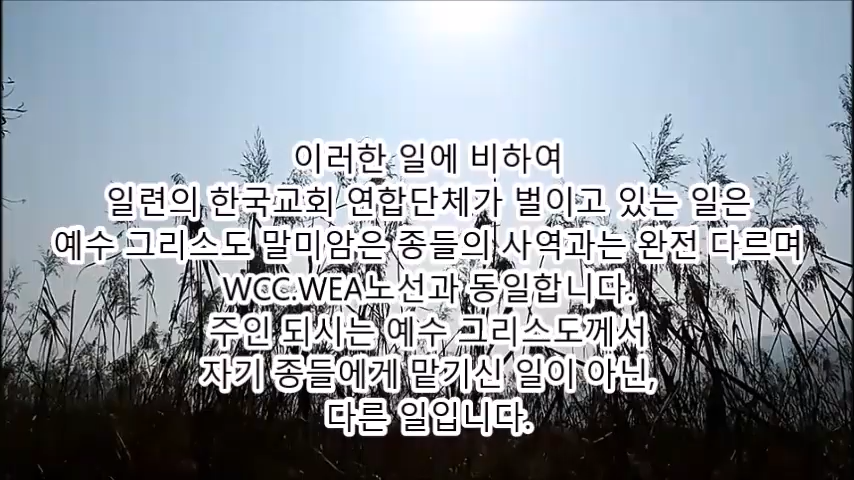 이러한 일에 비하여
일련의 한국교회 연합단체가 벌이고 있는 일은
예수 그리스도 말미암은 종들의 사역과는 완전 다르며
WCC.WEA노선과 동일합니다.
주인 되시는 예수 그리스도께서
자기 종들에게 맡기신 일이 아닌,
다른 일입니다.